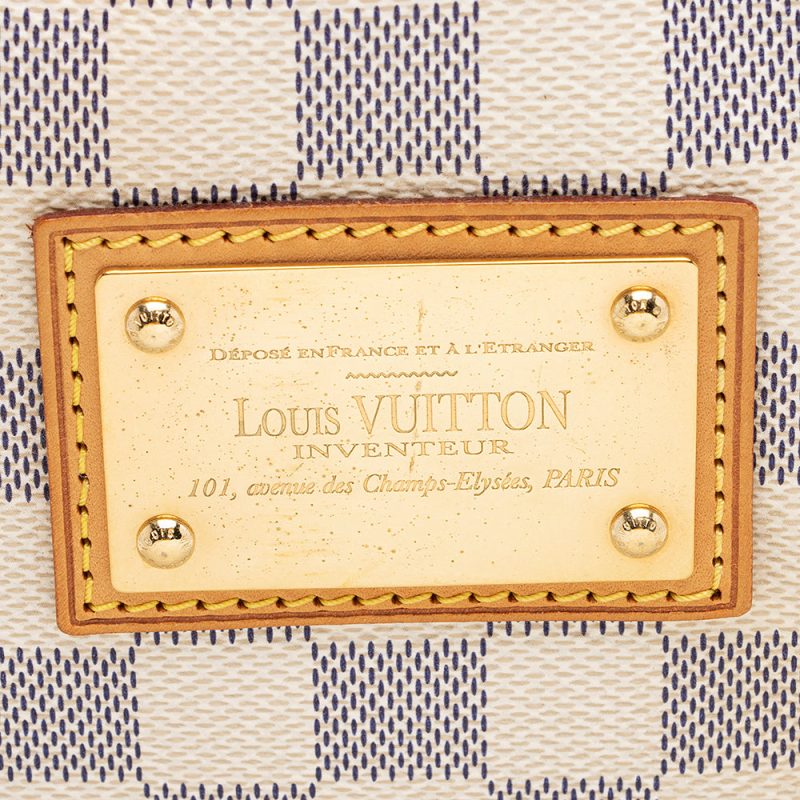 DÉPOSÉ EN FRANCE ET À L'ETRANGER
LOUIS VUITTON
INVENTEUR
101, avenue des Champs-Elysées, PARIS